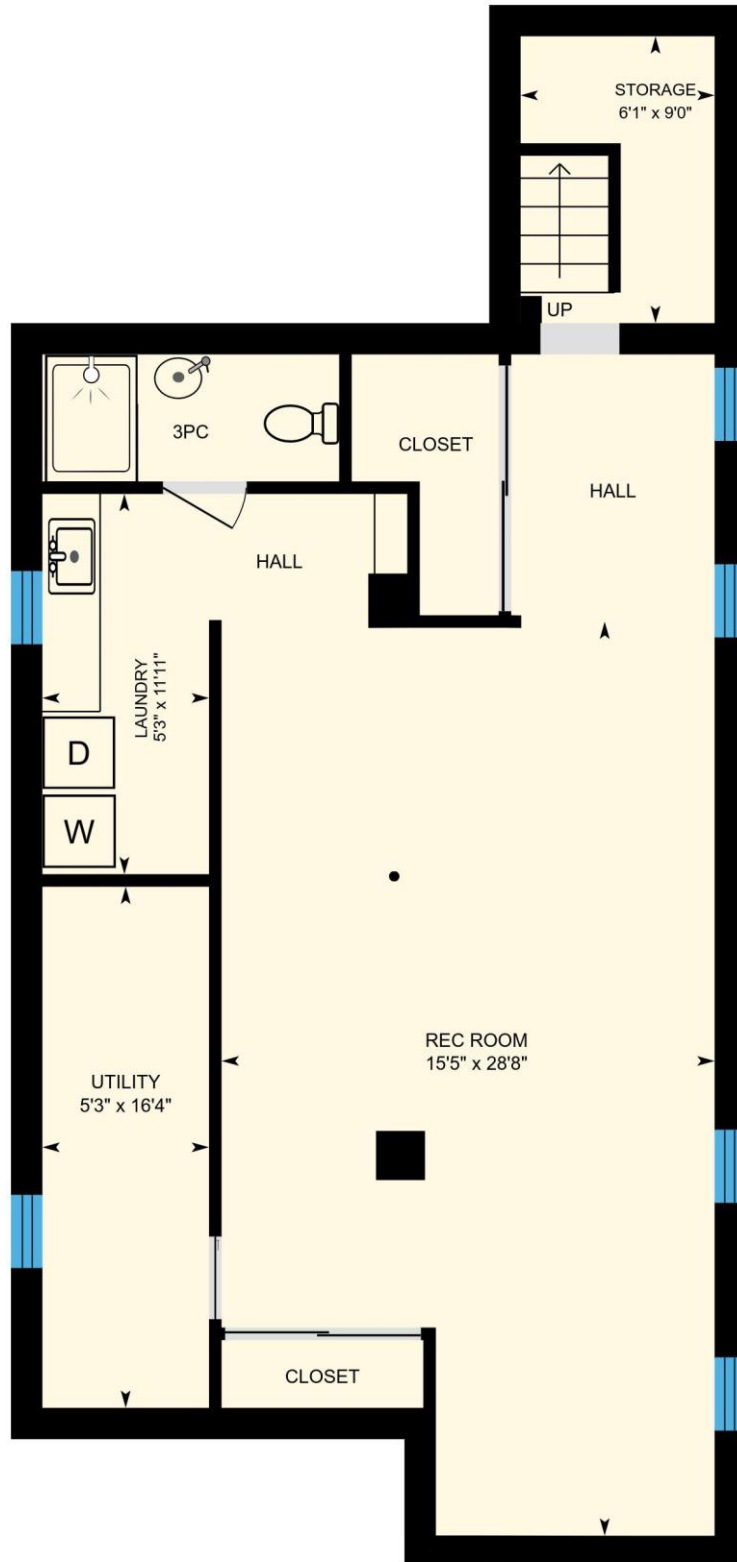 STORAGE
6'1" x 9'0"
UP
3PC
CLOSET
HALL
HALL
LAUNDRY
5'3" x 11'11"
D
W
REC ROOM
15'5" x 28'8"
UTILITY
5'3" x 16'4"
CLOSET